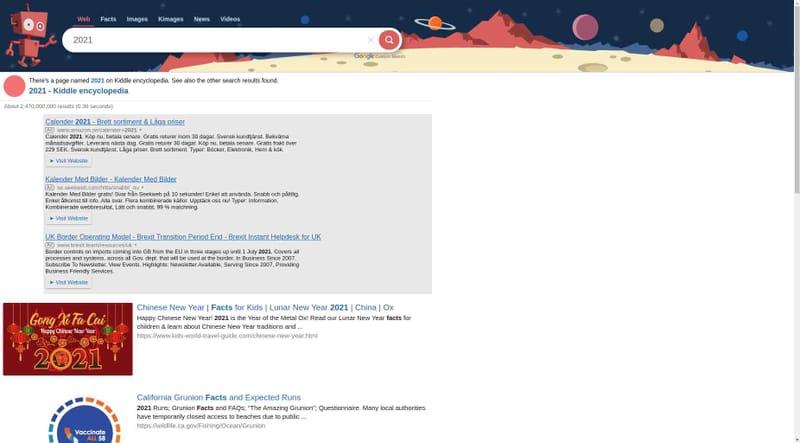 Web Facts Images Kimages News Videos
2021
Google Custom Search
There's a page named 2021 on Kiddle encyclopedia. See also the other search results found.
2021 - Kiddle encyclopedia
About 2,470,000,000 results (0.36 seconds)
Calender 2021 - Brett sortiment & Låga priser
Ad www.amazon.se/calender+2021
Calender 2021. Köp nu, betala senare. Gratis returer inom 30 dagar. Svensk kundtjänst. Bekväma
månadsavgifter. Leverans nästa dag. Gratis returer 30 dagar. Köp nu, betala senare. Gratis frakt över
229 SEK. Svensk kundtjänst. Låga priser. Brett sortiment. Typer: Böcker, Elektronik, Hem & kök.
➤ Visit Website
Kalender Med Bilder - Kalender Med Bilder
Ad se.seekweb.com/hitta/snabbt_nu
Kalender Med Bilder gratis! Svar från Seekweb på 10 sekunder! Enkel att använda. Snabb och pålitlig.
Enkel åtkomst till info. Alla svar. Flera kombinerade källor. Upptäck oss nu! Typer: Information,
Kombinerade webbresultat, Lätt och snabbt, 99 % matchning.
➤ Visit Website
UK Border Operating Model - Brexit Transition Period End - Brexit Instant Helpdesk for UK
Ad www.brexit.team/resources/uk
Border controls on imports coming into GB from the EU in three stages up until 1 July 2021. Covers all
processes and systems, across all Gov. dept. that will be used at the border. In Business Since 2007,
Subscribe To Newsletter. View Events. Highlights: Newsletter Available, Serving Since 2007, Providing
Business Friendly Services.
➤ Visit Website
Gong Xi Fa Cai
Happy Chinese New Year
2021
Chinese New Year | Facts for Kids | Lunar New Year 2021 | China | Ox
Happy Chinese New Year! 2021 is the Year of the Metal Ox! Read our Lunar New Year facts for
children & learn about Chinese New Year traditions and ...
https://www.kids-world-travel-guide.com/chinese-new-year.html
Vaccinate
ALL 58
California Grunion Facts and Expected Runs
2021 Runs; Grunion Facts and FAQs; "The Amazing Grunion"; Questionnaire. Many local authorities
have temporarily closed access to beaches due to public ...
https://wildlife.ca.gov/Fishing/Ocean/Grunion